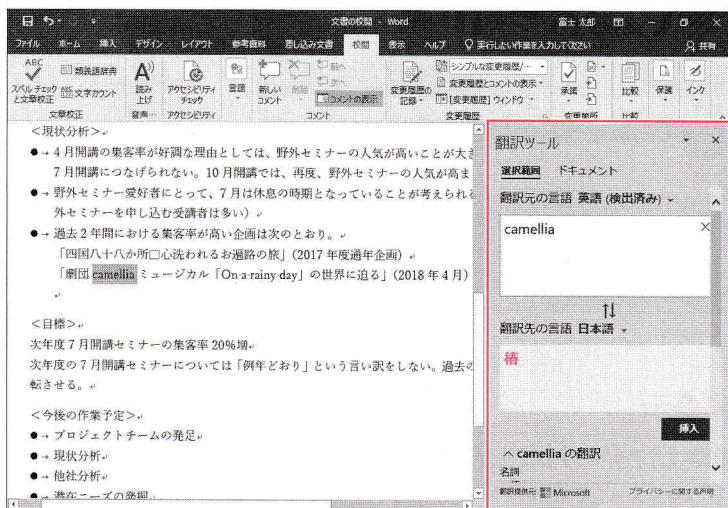 文書の校閲 - Word
富士 太郎
ファイル ホーム 挿入 デザイン レイアウト 参考資料 差し込み文書 校閲 表示 ヘルプ 実行したい作業を入力してください 共有
ABC
スペル チェックと文章校正
類義語辞典
文字カウント
文章校正
読み上げ
音声…
アクセシビリティ チェック
アクセシビリティ
言語
新しいコメント
削除
前へ
次へ
コメントの表示
コメント
変更履歴の記録
シンプルな変更履歴/…
変更履歴とコメントの表示
[変更履歴] ウィンドウ
変更履歴
承諾
変更箇所
比較
比較
保護
インク
<現状分析>
●→4月開講の集客率が好調な理由としては、野外セミナーの人気が高いことが大き
7月開講につなげられない。10月開講では、再度、野外セミナーの人気が高ま
●→野外セミナー愛好者にとって、7月は休息の時期となっていることが考えられる
外セミナーを申し込む受講者は多い)
●→過去2年間における集客率が高い企画は次のとおり。
「四国八十八か所□心洗われるお遍路の旅」(2017年度通年企画)
「劇団 camellia ミュージカル「On a rainy day」の世界に迫る」(2018年4月)
<目標>
次年度7月開講セミナーの集客率20%増
次年度の7月開講セミナーについては「例年どおり」という言い訳をしない。過去の
転させる。
<今後の作業予定>
●→プロジェクトチームの発足
●→現状分析
●→他社分析
●→潜在ニーズの発掘
翻訳ツール
選択範囲 ドキュメント
翻訳元の言語 英語 (検出済み)
camellia
翻訳先の言語 日本語
椿
挿入
camellia の翻訳
名詞
翻訳提供元: Microsoft プライバシーに関する声明